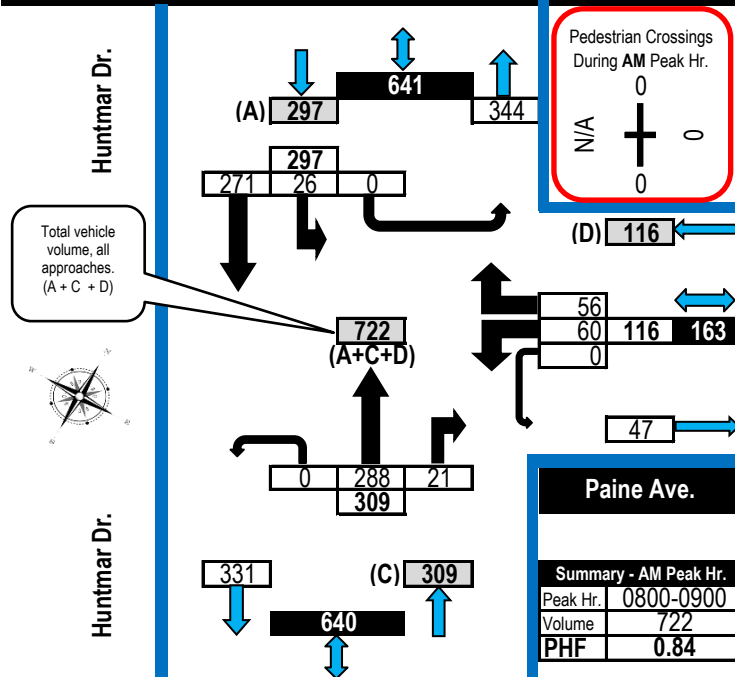 Huntmar Dr.
641
(A) 297
344
297
271 26 0
Pedestrian Crossings
During AM Peak Hr.
0
N/A
0
0
(D) 116
Total vehicle
volume, all
approaches.
(A + C + D)
722
(A+C+D)
56
60 116 163
0
47
0 288 21
309
Huntmar Dr.
331
(C) 309
640
Paine Ave.
Summary - AM Peak Hr.
Peak Hr. 0800-0900
Volume 722
PHF 0.84